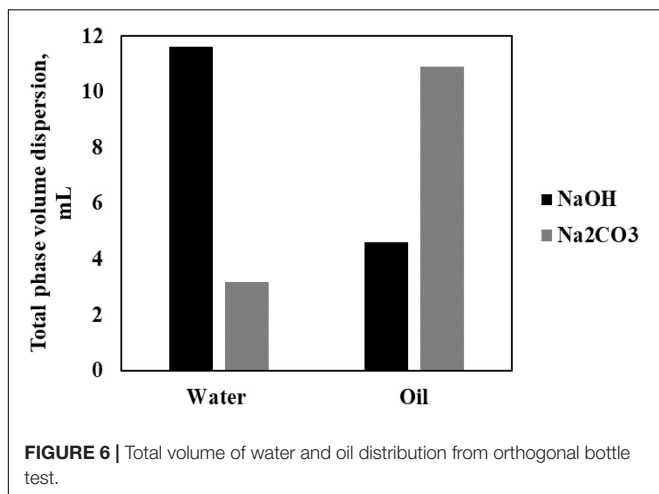 Total phase volume dispersion,
mL
12
10
8
6
4
2
0
Water Oil
NaOH
Na2CO3
FIGURE 6 | Total volume of water and oil distribution from orthogonal bottle
test.